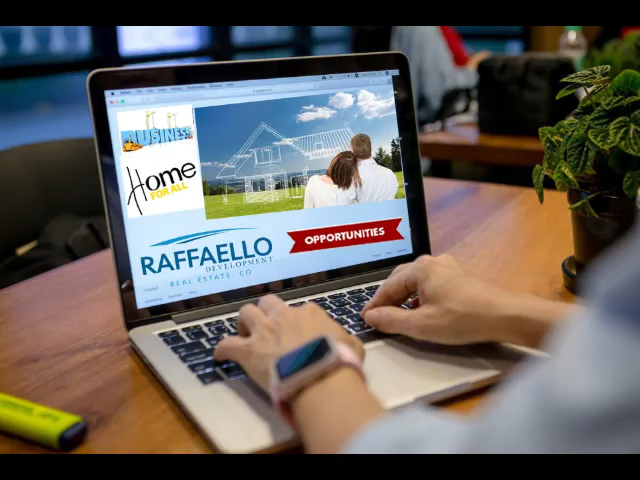 BUSINESS
Home
FOR ALL
RAFFAELLO
DEVELOPMENT
REAL ESTATE, CO
OPPORTUNITIES